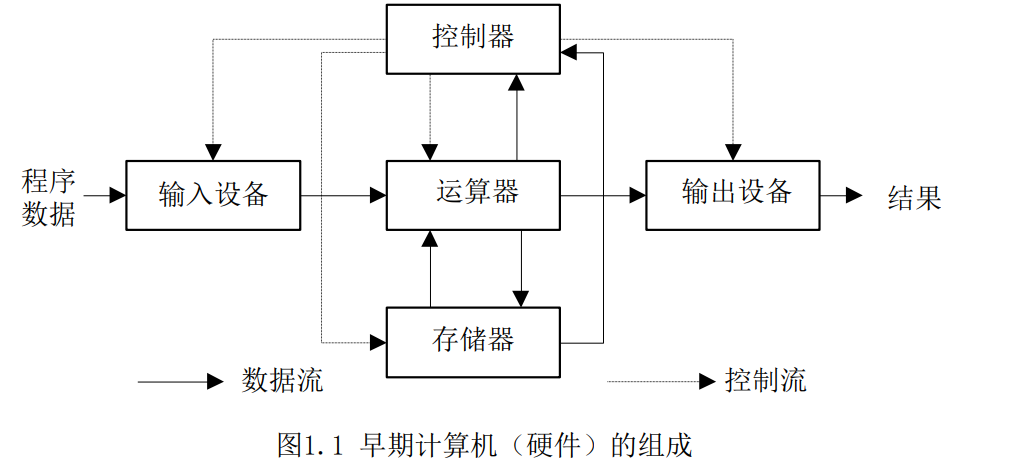 控制器
程序
数据
输入设备
运算器
输出设备
结果
存储器
数据流
控制流
图1.1 早期计算机（硬件）的组成